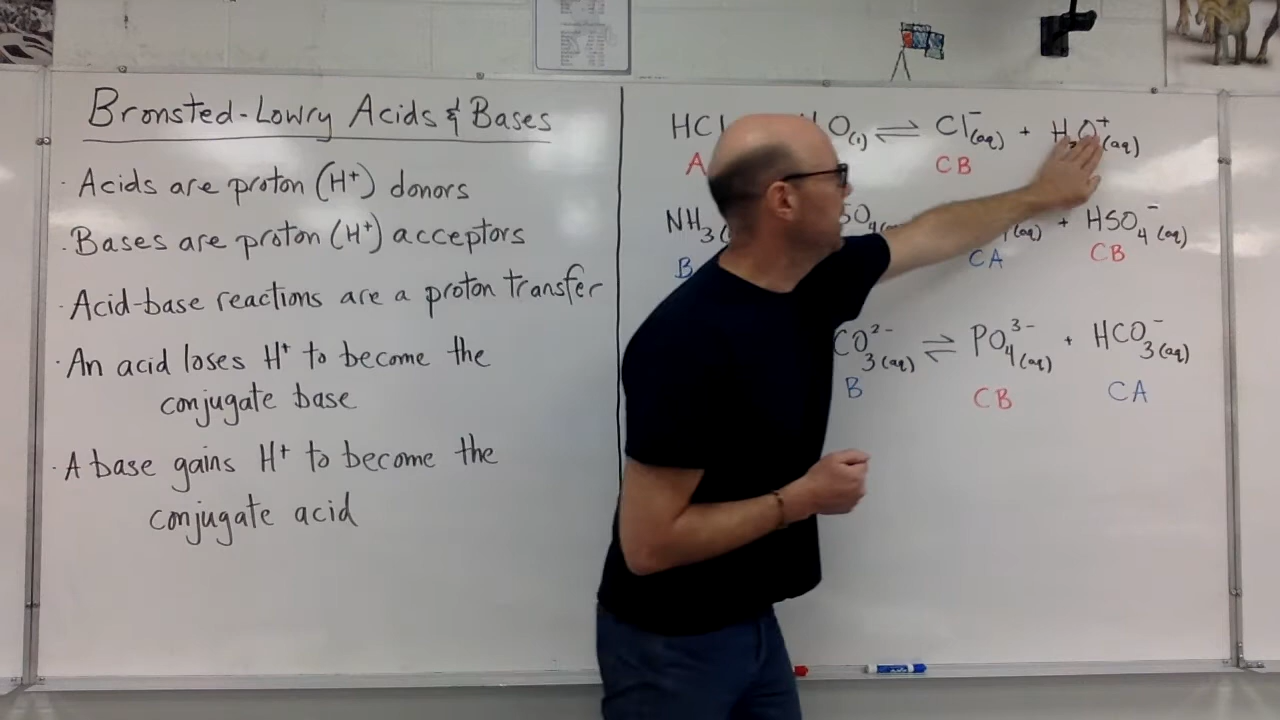 Bronsted-Lowry Acids & Bases
· Acids are proton (H⁺) donors
· Bases are proton (H⁺) acceptors
· Acid-base reactions are a proton transfer
· An acid loses H⁺ to become the
conjugate base
· A base gains H⁺ to become the
conjugate acid
HCl O(l) ⇌ Cl⁻(aq) + H₃O⁺(aq)
A CB
NH₃( SO₄(a (aq) + HSO₄⁻(aq)
B CA CB
CO₃²⁻(aq) ⇌ PO₄³⁻(aq) + HCO₃⁻(aq)
B CB CA